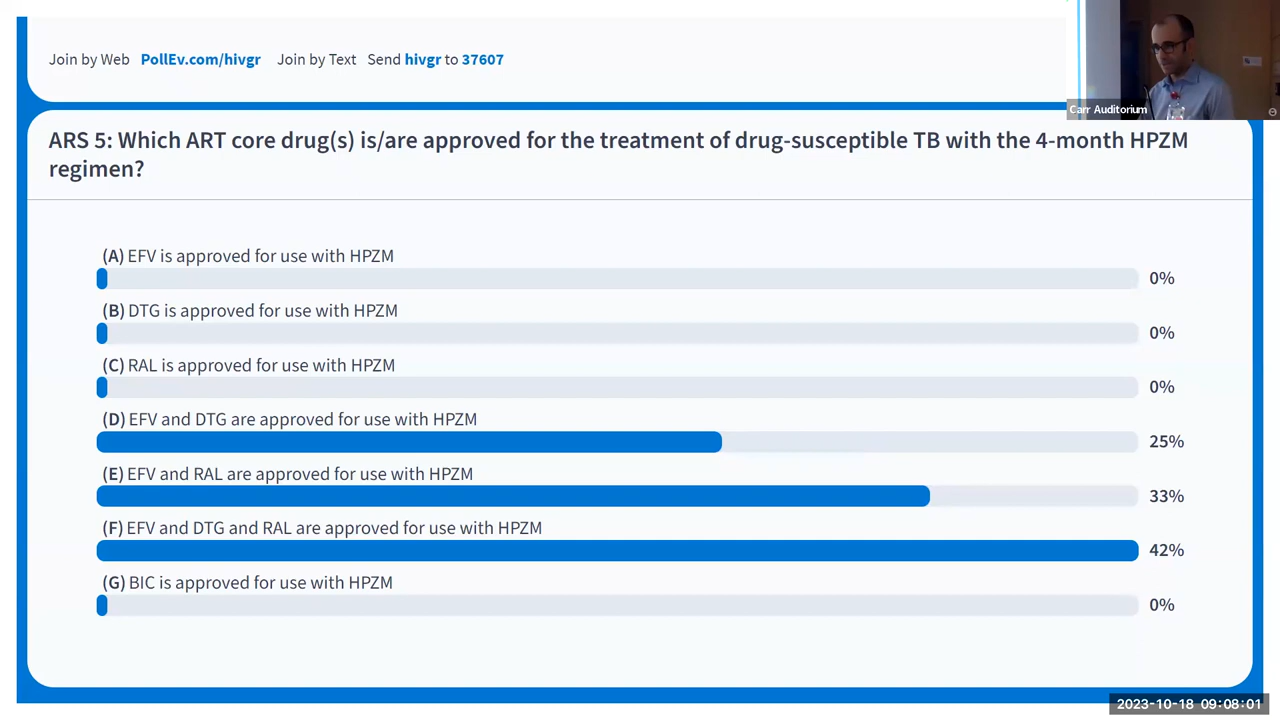 Join by Web PollEv.com/hivgr Join by Text Send hivgr to 37607
Carr Auditorium
ARS 5: Which ART core drug(s) is/are approved for the treatment of drug-susceptible TB with the 4-month HPZM
regimen?
(A) EFV is approved for use with HPZM
0%
(B) DTG is approved for use with HPZM
0%
(C) RAL is approved for use with HPZM
0%
(D) EFV and DTG are approved for use with HPZM
25%
(E) EFV and RAL are approved for use with HPZM
33%
(F) EFV and DTG and RAL are approved for use with HPZM
42%
(G) BIC is approved for use with HPZM
0%
2023-10-18 09:08:01